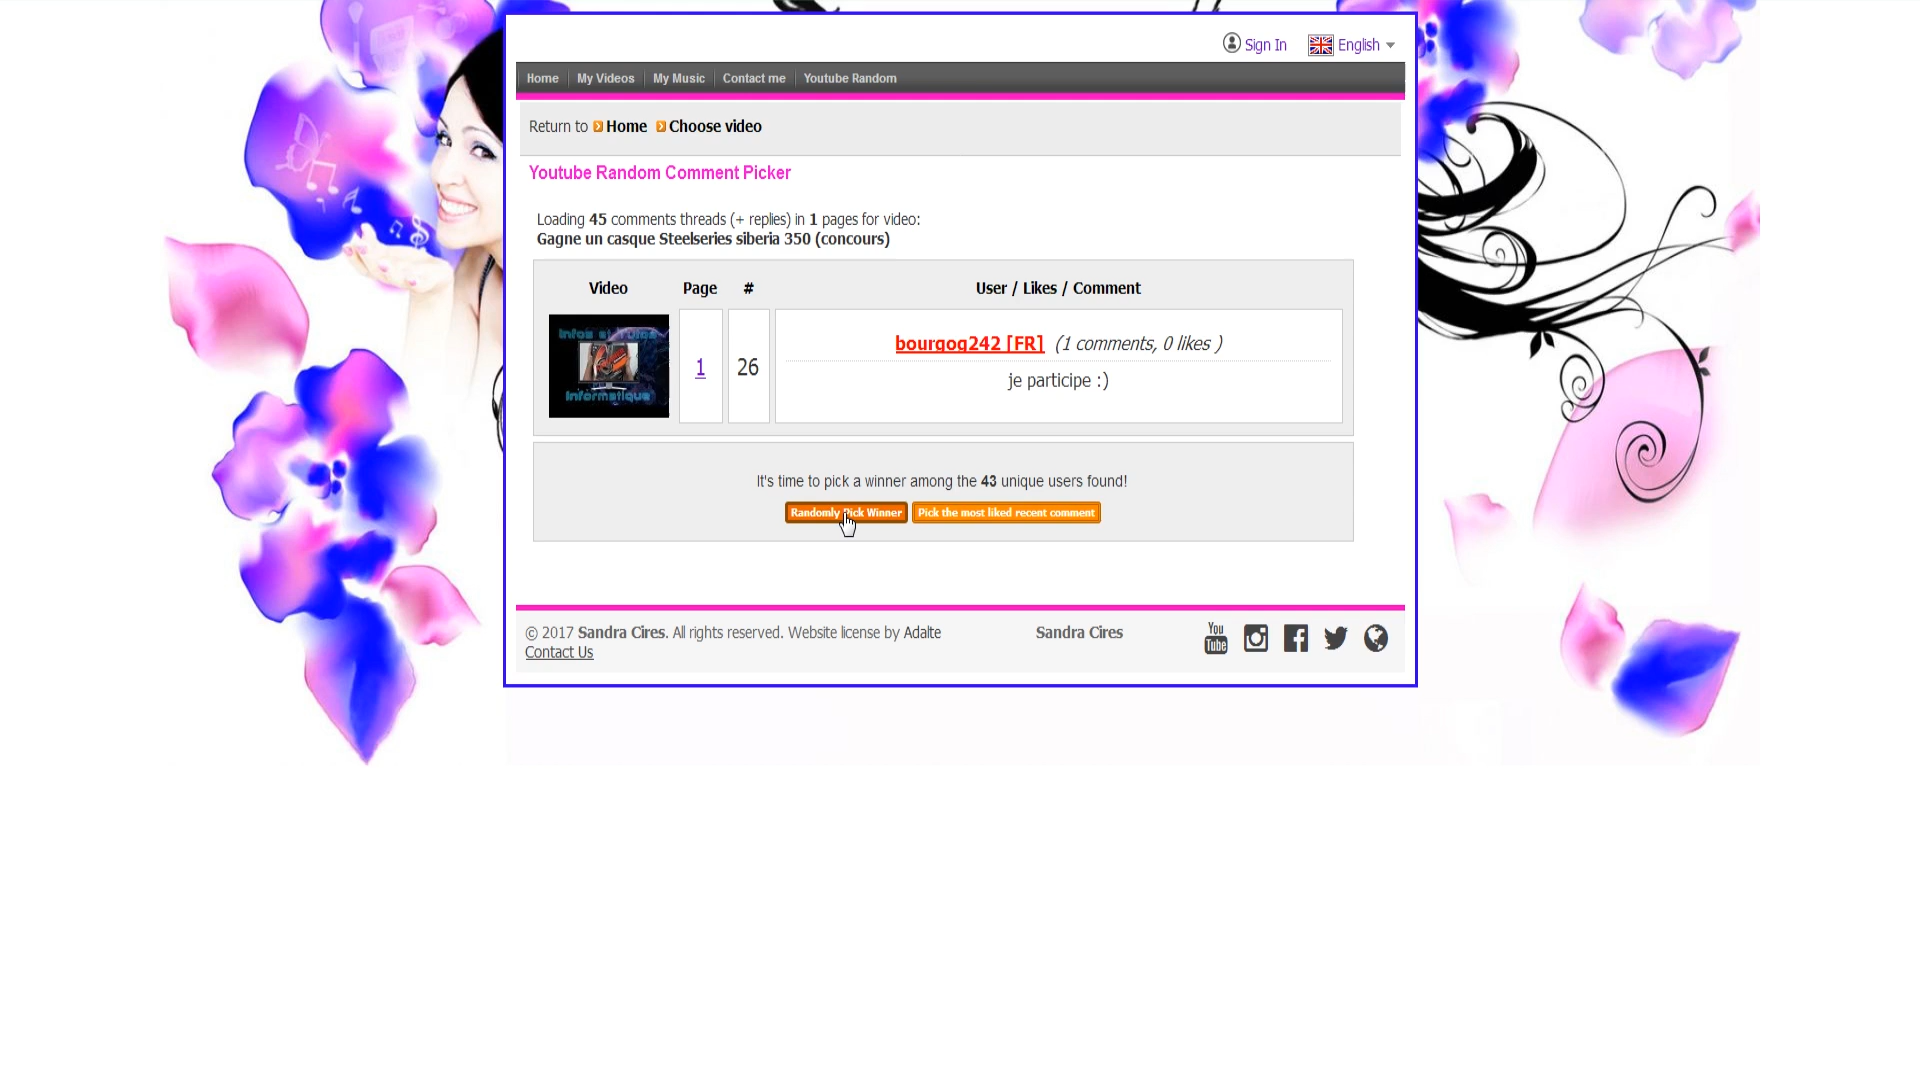 Sign In English
Home My Videos My Music Contact me Youtube Random
Return to Home Choose video
Youtube Random Comment Picker
Loading 45 comments threads (+ replies) in 1 pages for video:
Gagne un casque Steelseries siberia 350 (concours)
Video Page # User / Likes / Comment
Informatique
1 26
bourgog242 [FR] (1 comments, 0 likes )
je participe :)
It's time to pick a winner among the 43 unique users found!
Randomly Pick Winner Pick the most liked recent comment
© 2017 Sandra Cires. All rights reserved. Website license by Adalte
Contact Us
Sandra Cires
You
Tube